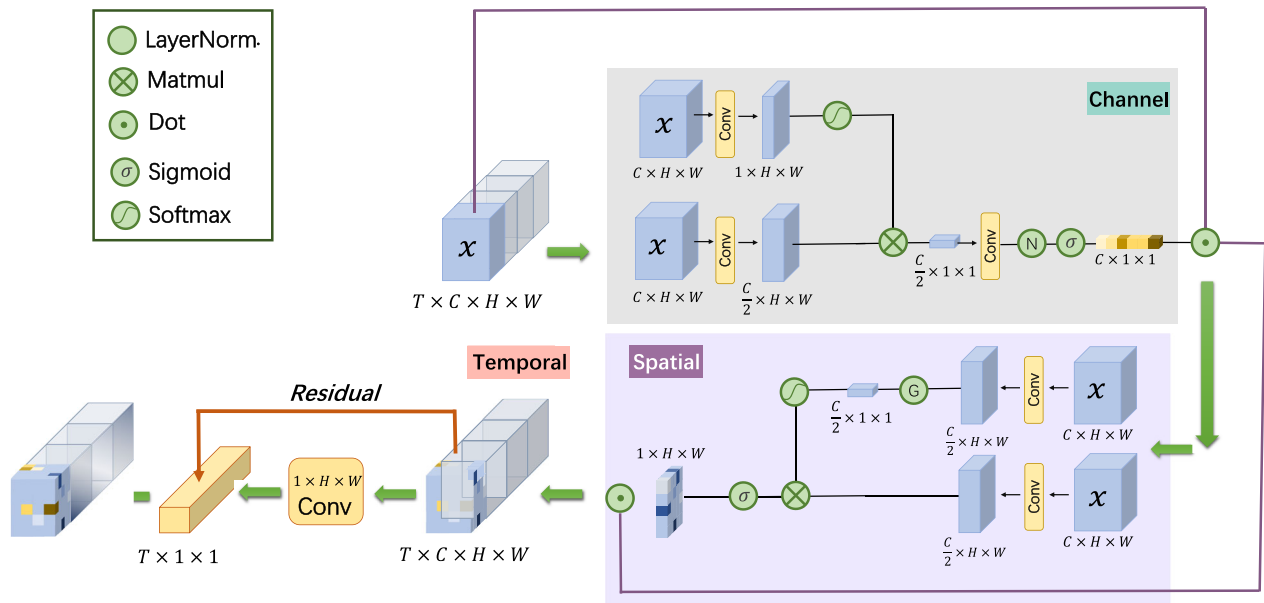 LayerNorm.
Matmul
Dot
σ Sigmoid
Softmax
x
T × C × H × W
Channel
x
Conv
C × H × W
1 × H × W
x
Conv
C × H × W
C/2 × H × W
C/2 × 1 × 1
Conv
N
σ
C × 1 × 1
Spatial
x
Conv
C × H × W
C/2 × H × W
G
C/2 × 1 × 1
x
Conv
C × H × W
C/2 × H × W
σ
1 × H × W
Temporal
Residual
T × C × H × W
1 × H × W
Conv
T × 1 × 1